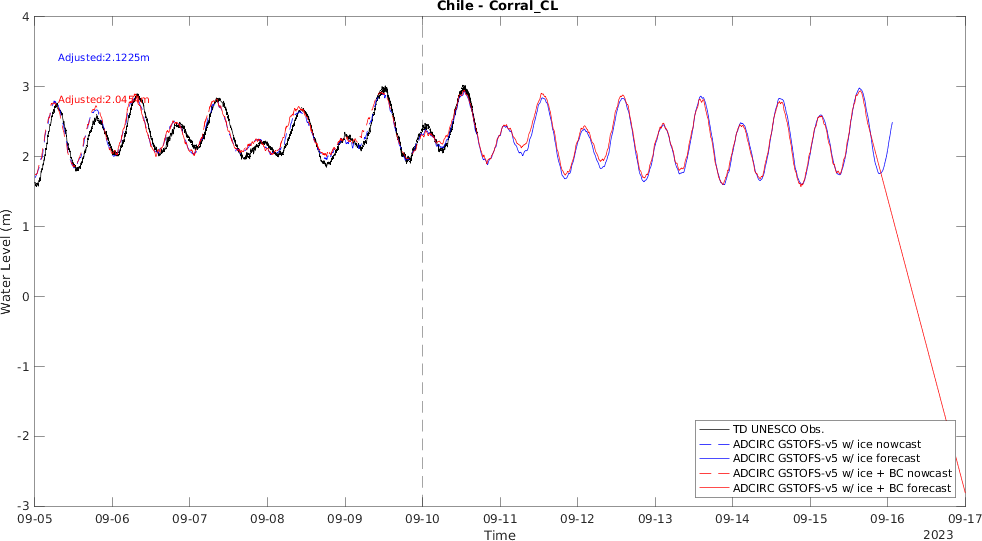 Chile - Corral_CL
4
3
2
1
0
-1
-2
-3
Water Level (m)
Adjusted:2.1225m
TD UNESCO Obs.
ADCIRC GSTOFS-v5 w/ ice nowcast
ADCIRC GSTOFS-v5 w/ ice forecast
ADCIRC GSTOFS-v5 w/ ice + BC nowcast
ADCIRC GSTOFS-v5 w/ ice + BC forecast
09-05 09-06 09-07 09-08 09-09 09-10 09-11 09-12 09-13 09-14 09-15 09-16 09-17
Time
2023